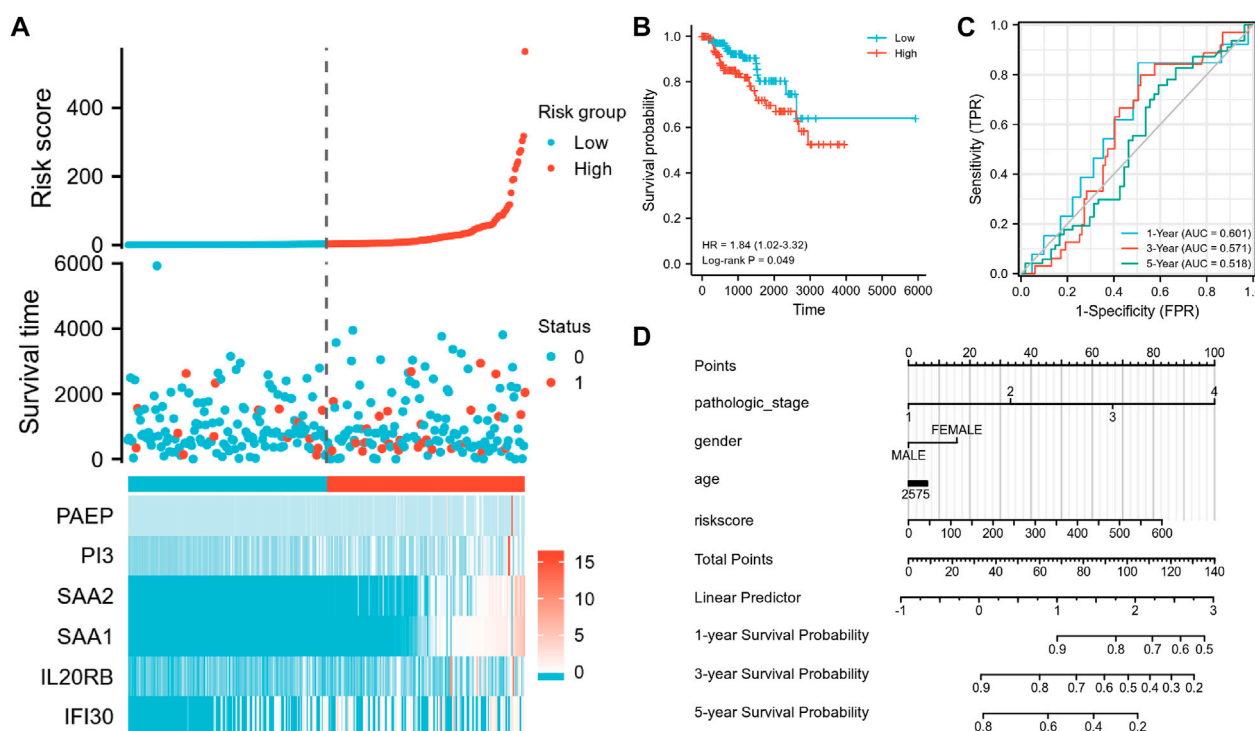 A
Risk score
400
200
0
Risk group
Low
High
Survival time
6000
4000
2000
0
Status
0
1
PAEP
PI3
SAA2
SAA1
IL20RB
IFI30
15
10
5
0
B
Survival probability
1.0
0.8
0.6
0.4
0.2
0.0
Low
High
HR = 1.84 (1.02-3.32)
Log-rank P = 0.049
0 1000 2000 3000 4000 5000 6000
Time
C
Sensitivity (TPR)
1.0
0.8
0.6
0.4
0.2
0.0
1-Year (AUC = 0.601)
3-Year (AUC = 0.571)
5-Year (AUC = 0.518)
0.0 0.2 0.4 0.6 0.8 1.0
1-Specificity (FPR)
D
Points
0 20 40 60 80 100
pathologic_stage
1 2 3 4
gender
MALE FEMALE
age
2575
riskscore
0 100 200 300 400 500 600
Total Points
0 20 40 60 80 100 120 140
Linear Predictor
-1 0 1 2 3
1-year Survival Probability
0.9 0.8 0.7 0.6 0.5
3-year Survival Probability
0.9 0.8 0.7 0.6 0.5 0.4 0.3 0.2
5-year Survival Probability
0.8 0.6 0.4 0.2